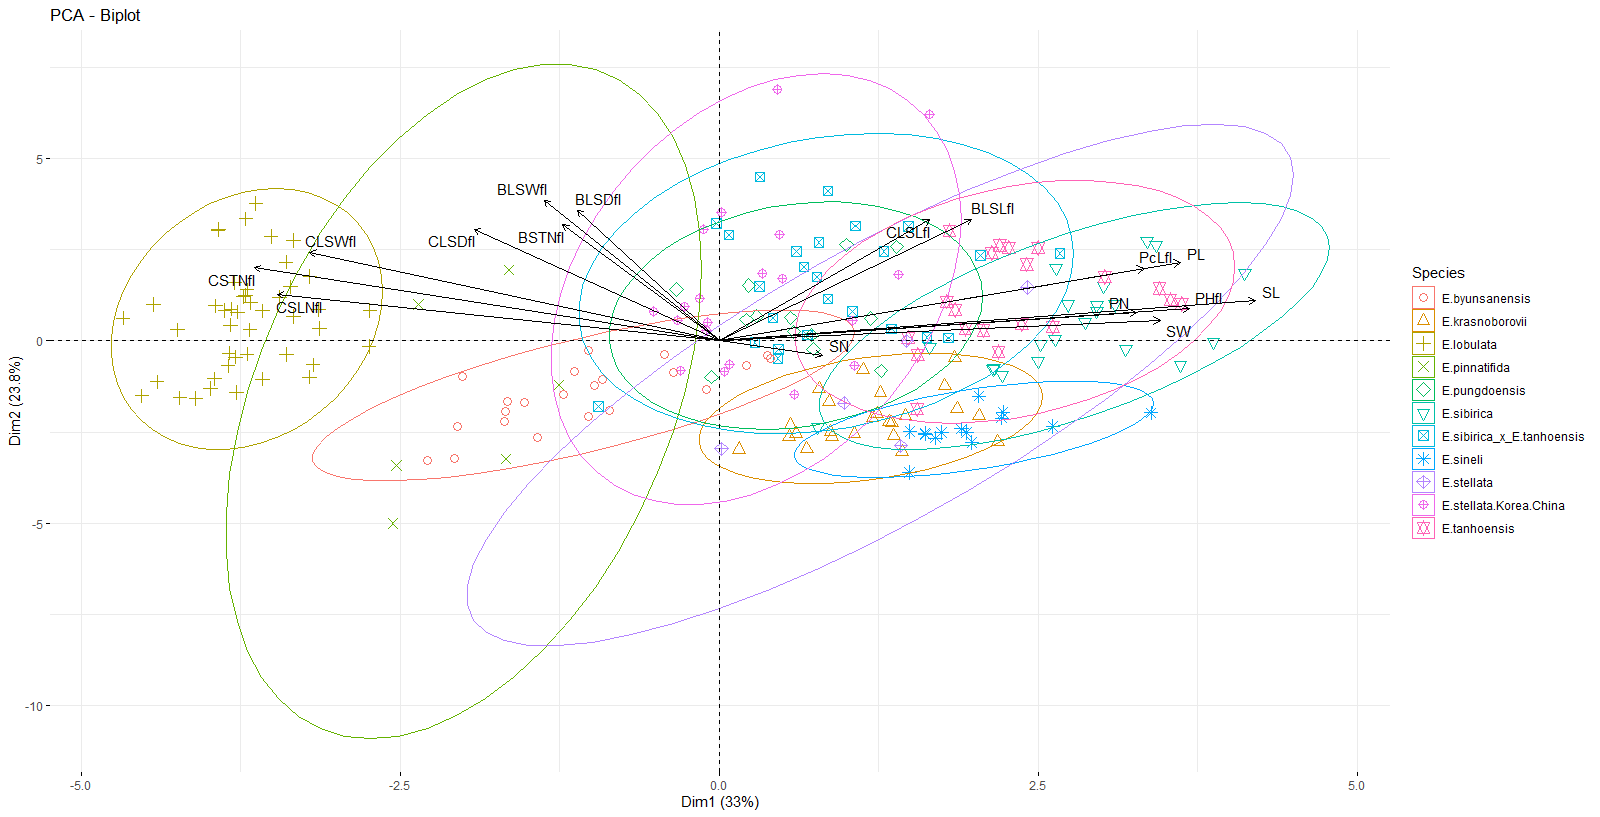 PCA - Biplot
BLSWfl
BLSDfl
CLSDfl
BSTNfl
CLSWfl
CSTNfl
CSLNfl
BLSLfl
CLSLfl
PcLfl
PL
PN
PHfl
SL
SW
SN
5
0
-5
-10
Dim2 (23.8%)
-5.0
-2.5
0.0
2.5
5.0
Dim1 (33%)
Species
E.byunsanensis
E.krasnoborovii
E.lobulata
E.pinnatifida
E.pungdoensis
E.sibirica
E.sibirica_x_E.tanhoensis
E.sineli
E.stellata
E.stellata.Korea.China
E.tanhoensis